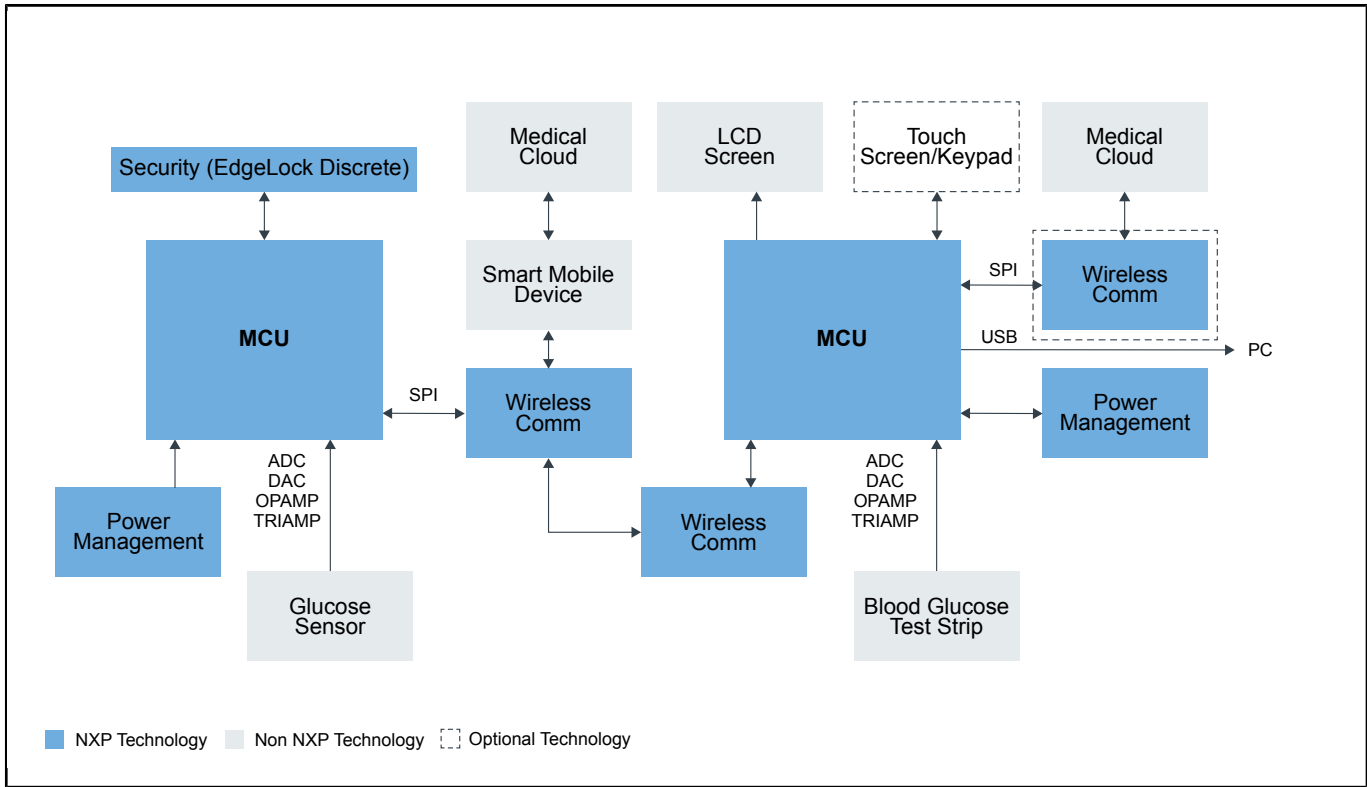 Medical
Cloud
LCD
Screen
Touch
Screen/Keypad
Medical
Cloud
Security (EdgeLock Discrete)
MCU
Smart Mobile
Device
MCU
SPI
Wireless
Comm
USB
PC
SPI
Wireless
Comm
Power
Management
ADC
DAC
OPAMP
TRIAMP
ADC
DAC
OPAMP
TRIAMP
Power
Management
Wireless
Comm
Glucose
Sensor
Blood Glucose
Test Strip
NXP Technology
Non NXP Technology
Optional Technology